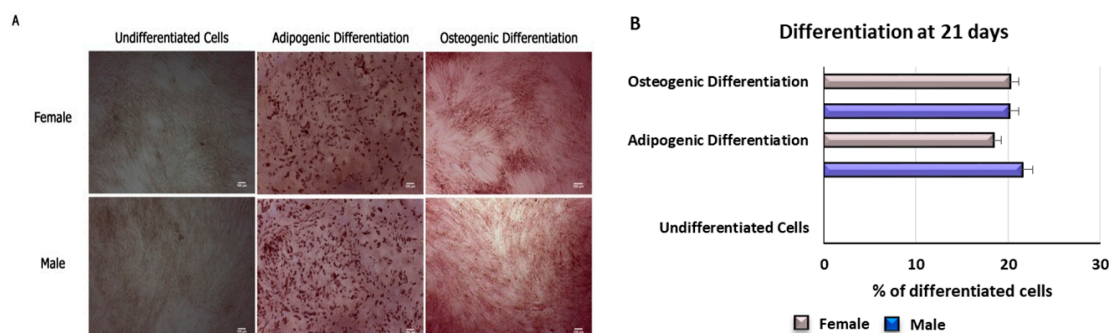 A
Undifferentiated Cells Adipogenic Differentiation Osteogenic Differentiation
Female
Male
B
Differentiation at 21 days
Osteogenic Differentiation
Adipogenic Differentiation
Undifferentiated Cells
0 10 20 30
% of differentiated cells
Female Male